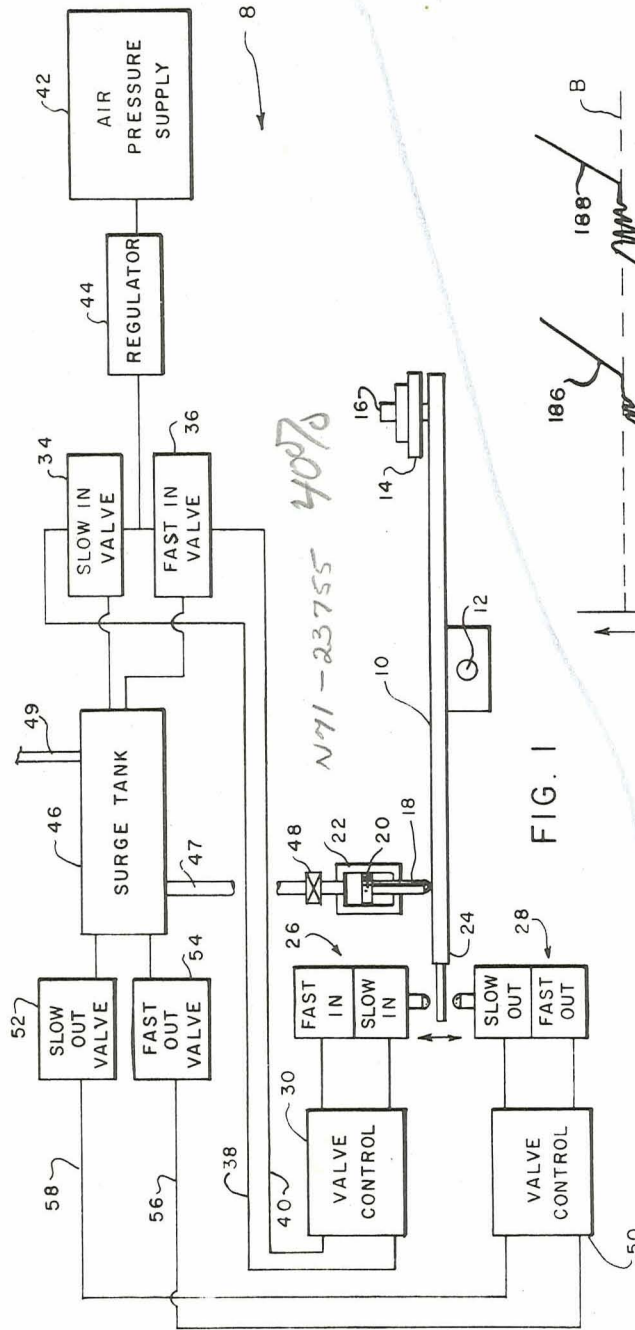 42
AIR
PRESSURE
SUPPLY
8
44
REGULATOR
34
SLOW IN
VALVE
36
FAST IN
VALVE
49
46
SURGE TANK
47
52
SLOW
OUT
VALVE
54
FAST OUT
VALVE
58
56
38
40
30
VALVE
CONTROL
26
FAST
IN
SLOW
IN
28
SLOW
OUT
FAST
OUT
VALVE
CONTROL
50
48
22
20
18
24
10
12
14
16
N71-23755 40%
FIG. 1
186
188
B